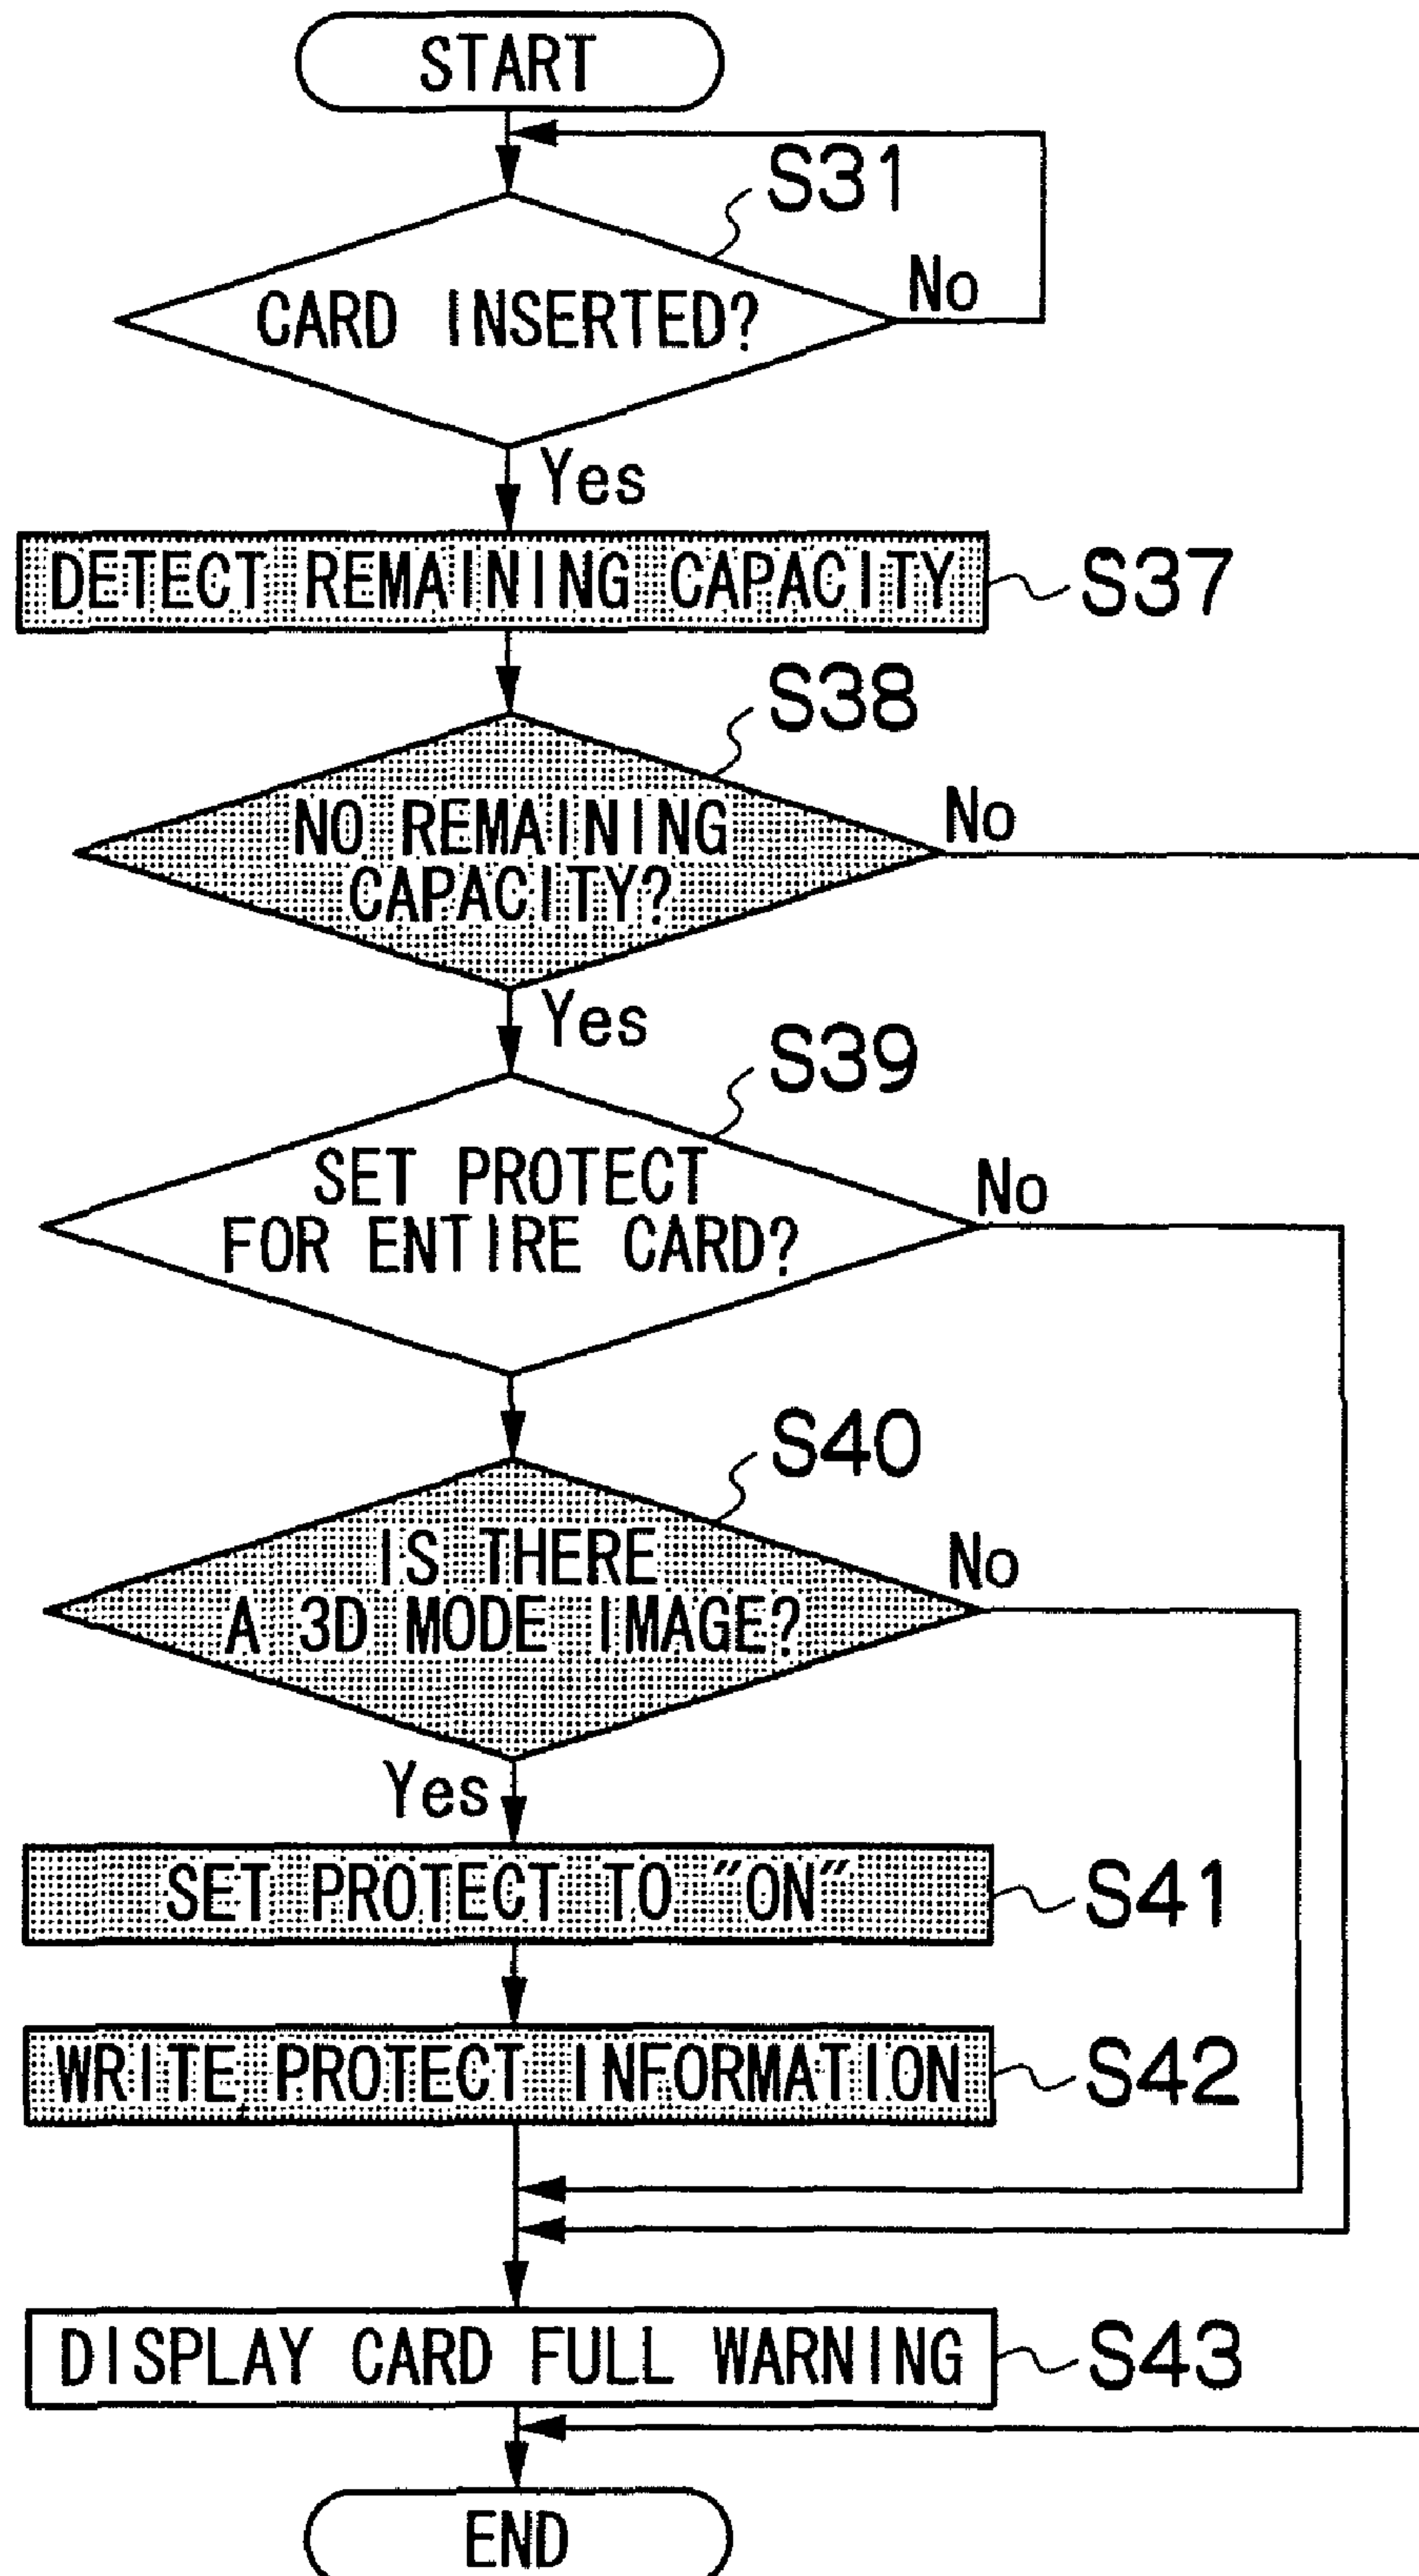 START
S31
CARD INSERTED?
No
Yes
DETECT REMAINING CAPACITY
S37
S38
NO REMAINING
CAPACITY?
No
Yes
S39
SET PROTECT
FOR ENTIRE CARD?
No
S40
IS THERE
A 3D MODE IMAGE?
No
Yes
SET PROTECT TO "ON"
S41
WRITE PROTECT INFORMATION
S42
DISPLAY CARD FULL WARNING
S43
END